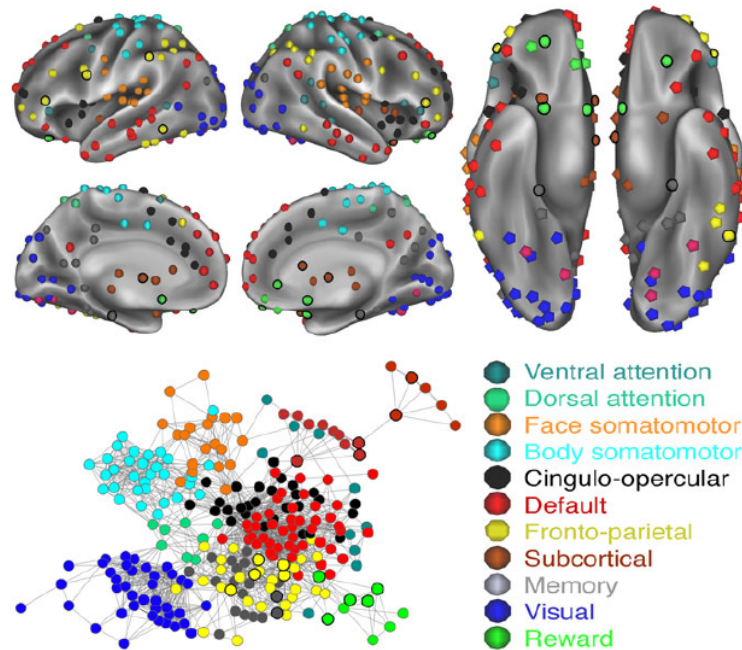 Ventral attention
Dorsal attention
Face somatomotor
Body somatomotor
Cingulo-opercular
Default
Fronto-parietal
Subcortical
Memory
Visual
Reward